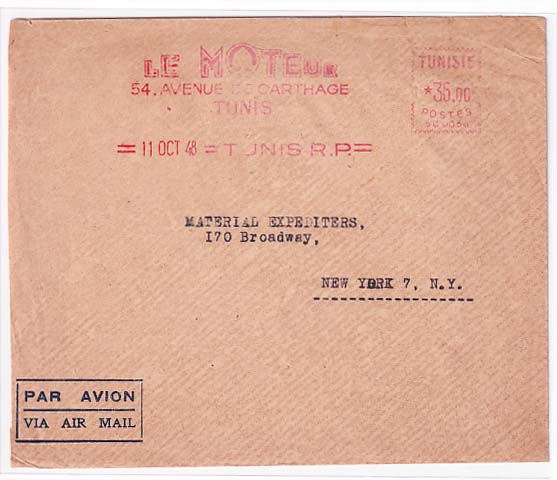 LE MOTEUR
54, AVENUE DE CARTHAGE
TUNIS
= 11 OCT 48 = TUNIS R.P. =
TUNISIE
*35,00
POSTES
MATERIAL EXPEDITERS,
170 Broadway,
NEW YORK 7, N.Y.
PAR AVION
VIA AIR MAIL